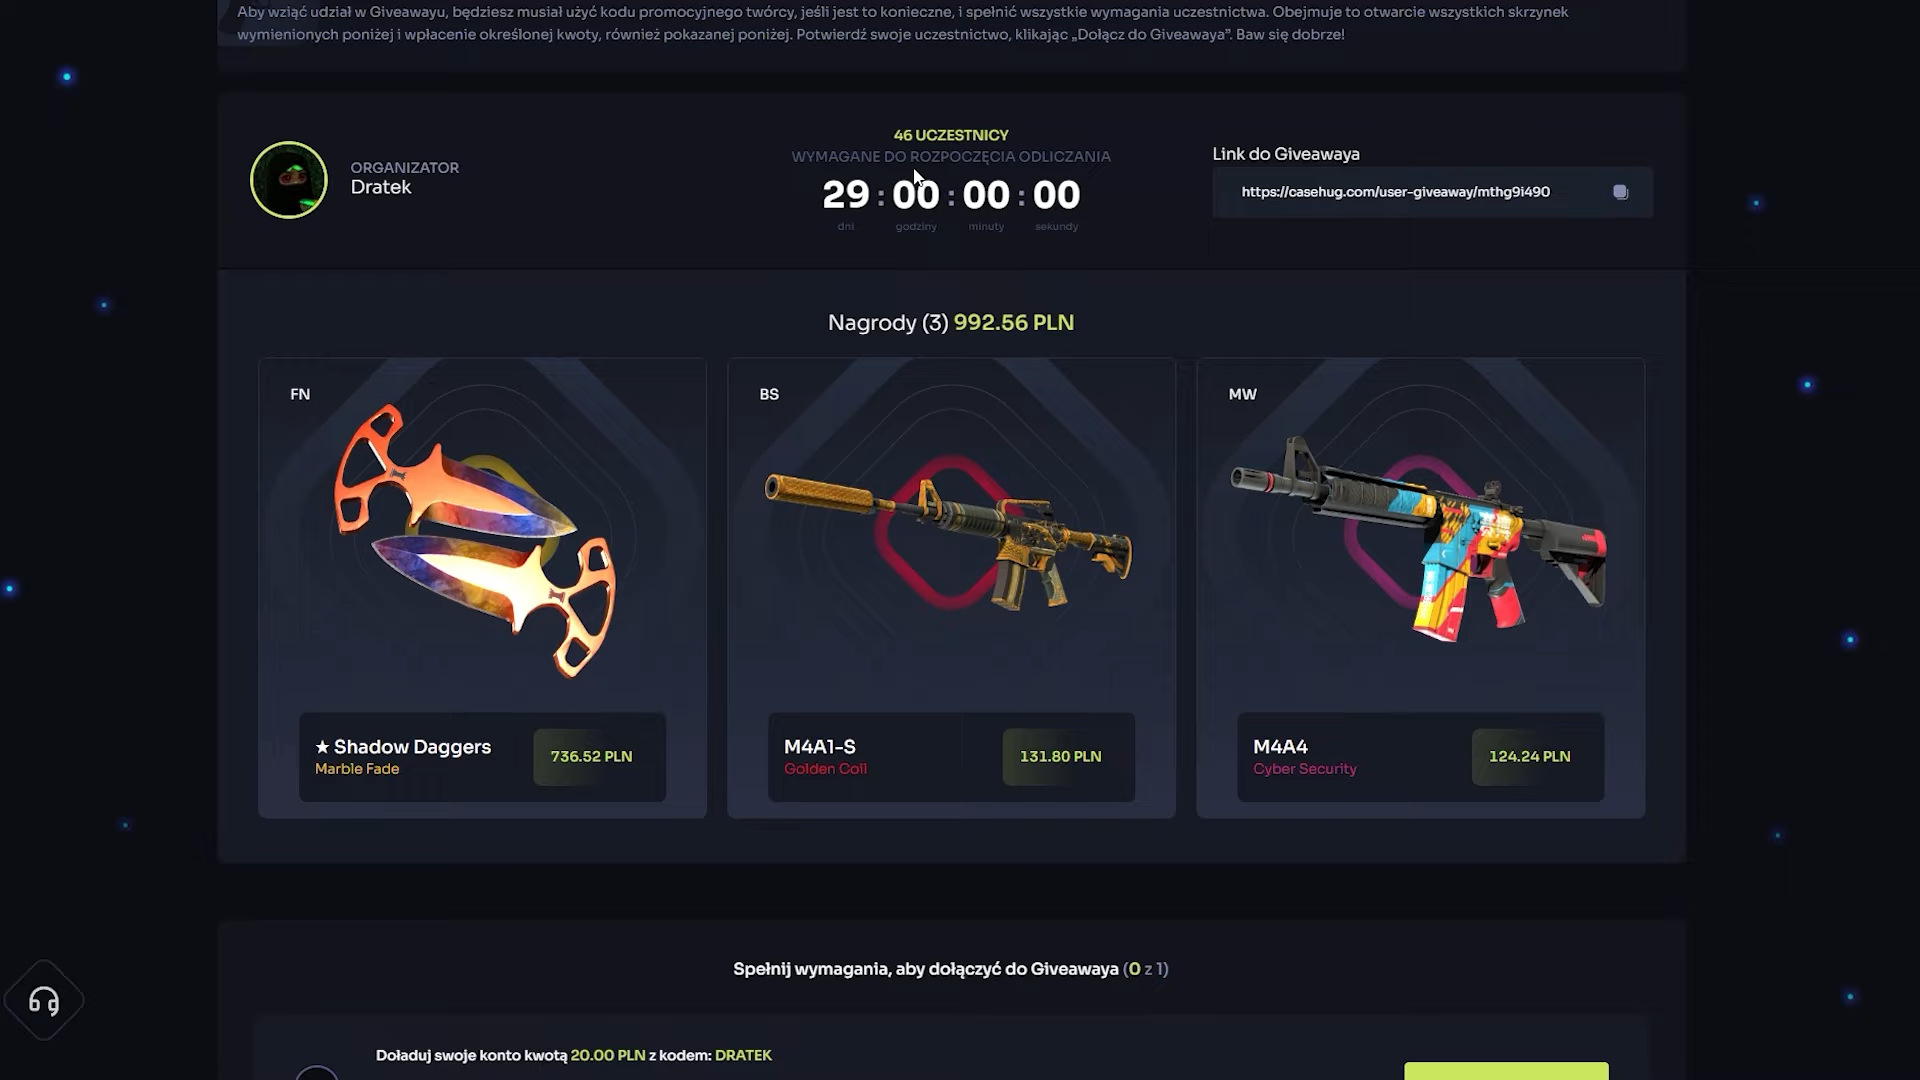 Aby wziąć udział w Giveawayu, będziesz musiał użyć kodu promocyjnego twórcy, jeśli jest to konieczne, i spełnić wszystkie wymagania uczestnictwa. Obejmuje to otwarcie wszystkich skrzynek
wymienionych poniżej i wpłacenie określonej kwoty, również pokazanej poniżej. Potwierdź swoje uczestnictwo, klikając „Dołącz do Giveawaya". Baw się dobrze!
ORGANIZATOR
Dratek
46 UCZESTNICY
WYMAGANE DO ROZPOCZĘCIA ODLICZANIA
29 : 00 : 00 : 00
dni godziny minuty sekundy
Link do Giveawaya
https://casehug.com/user-giveaway/mthg9i490
Nagrody (3) 992.56 PLN
FN
★ Shadow Daggers
Marble Fade
736.52 PLN
BS
M4A1-S
Golden Coil
131.80 PLN
MW
M4A4
Cyber Security
124.24 PLN
Spełnij wymagania, aby dołączyć do Giveawaya (0 z 1)
Doładuj swoje konto kwotą 20.00 PLN z kodem: DRATEK